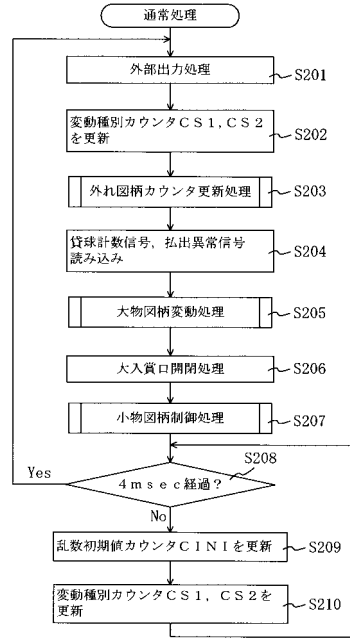 通常処理
外部出力処理
S201
変動種別カウンタCS1,CS2
を更新
S202
外れ図柄カウンタ更新処理
S203
貸球計数信号、払出異常信号
読み込み
S204
大物図柄変動処理
S205
大入賞口開閉処理
S206
小物図柄制御処理
S207
S208
4msec経過?
Yes
No
乱数初期値カウンタCINIを更新
S209
変動種別カウンタCS1, CS2を
更新
S210